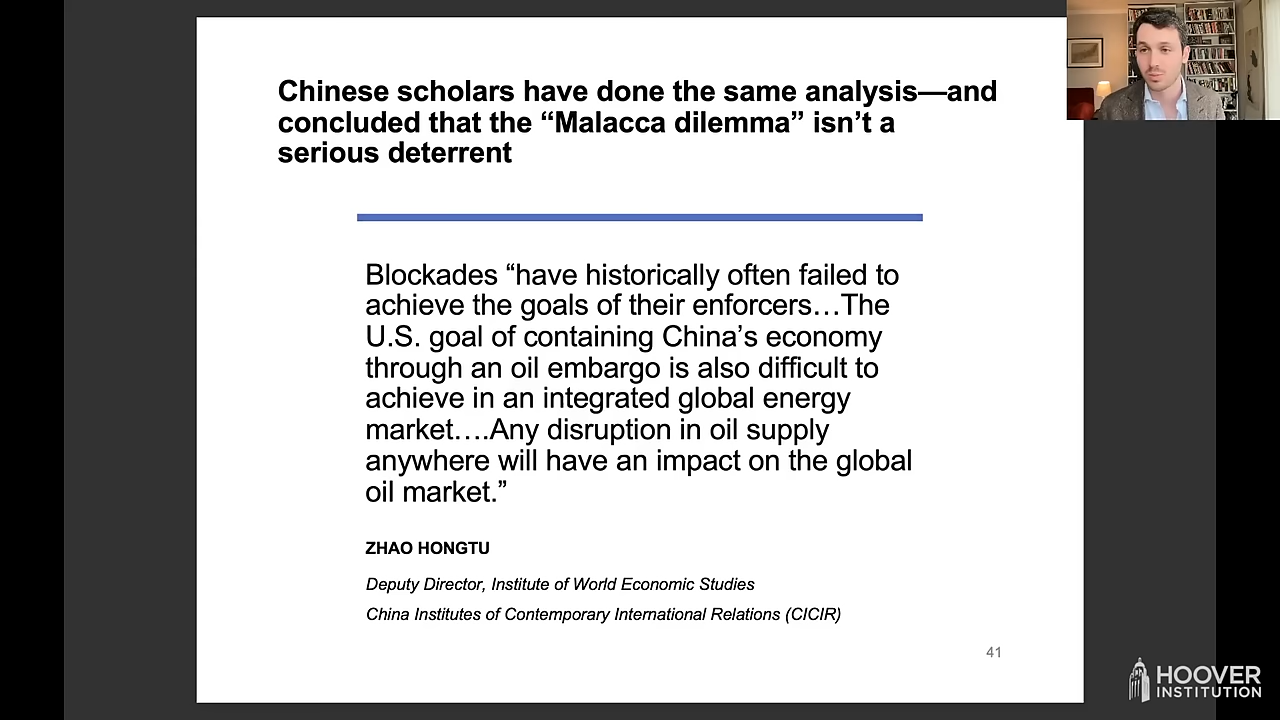 Chinese scholars have done the same analysis—and
concluded that the “Malacca dilemma” isn’t a
serious deterrent
Blockades “have historically often failed to
achieve the goals of their enforcers…The
U.S. goal of containing China’s economy
through an oil embargo is also difficult to
achieve in an integrated global energy
market….Any disruption in oil supply
anywhere will have an impact on the global
oil market.”
ZHAO HONGTU
Deputy Director, Institute of World Economic Studies
China Institutes of Contemporary International Relations (CICIR)
41
HOOVER
INSTITUTION